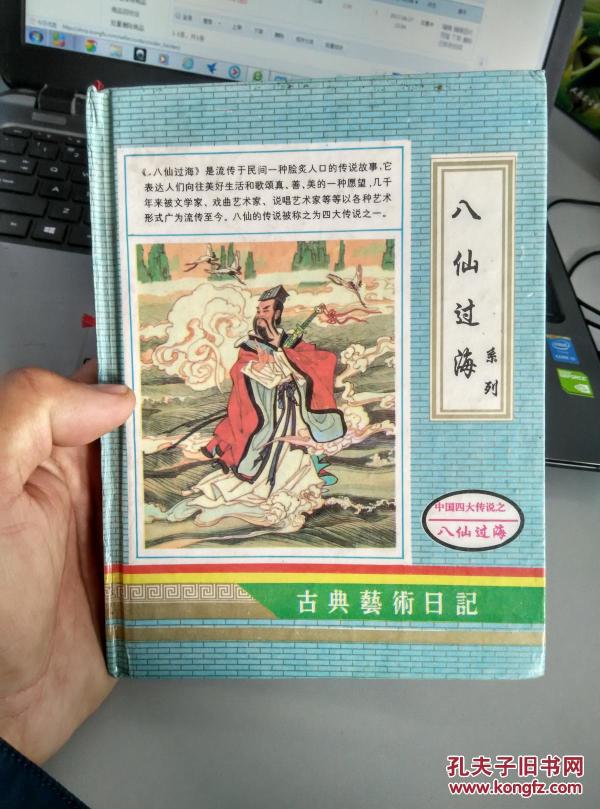 《八仙过海》是流传于民间一种脍炙人口的传说故事，它
表达人们向往美好生活和歌颂真、善、美的一种愿望，几千
年来被文学家、戏曲艺术家、说唱艺术家等等以各种艺术
形式广为流传至今。八仙的传说被称之为四大传说之一。
八仙过海
系列
中国四大传说之
八仙过海
古典藝術日記
intel
孔夫子旧书网
www.kongfz.com